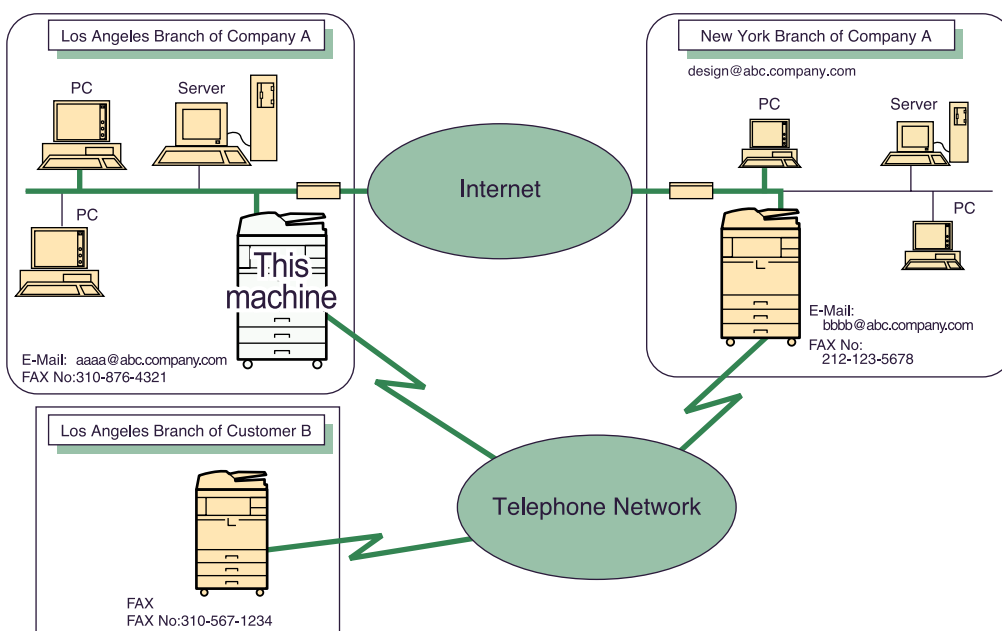 Los Angeles Branch of Company A
PC
Server
PC
This
machine
E-Mail: aaaa@abc.company.com
FAX No:310-876-4321
Internet
New York Branch of Company A
design@abc.company.com
PC
Server
PC
E-Mail:
bbbb@abc.company.com
FAX No:
212-123-5678
Los Angeles Branch of Customer B
FAX
FAX No:310-567-1234
Telephone Network